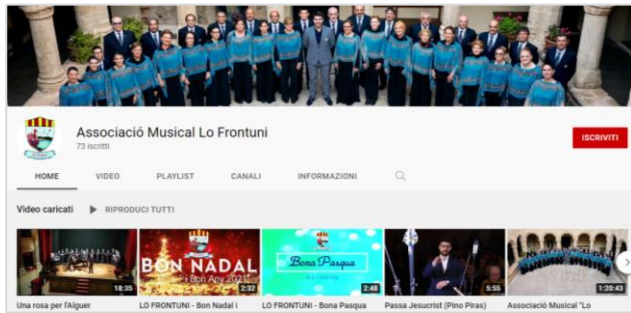 Associació Musical Lo Frontuni
73 iscritti
ISCRIVITI
HOME VIDEO PLAYLIST CANALI INFORMAZIONI
Video caricati RIPRODUCI TUTTI
BON NADAL
i Bon Any 2021
Bona Pasqua
18:35 2:32 2:48 5:55 1:20:43
Una rosa per l'Alguer LO FRONTUNI - Bon Nadal i LO FRONTUNI - Bona Pasqua Passa Jesucrist (Pino Piras) Associació Musical "Lo